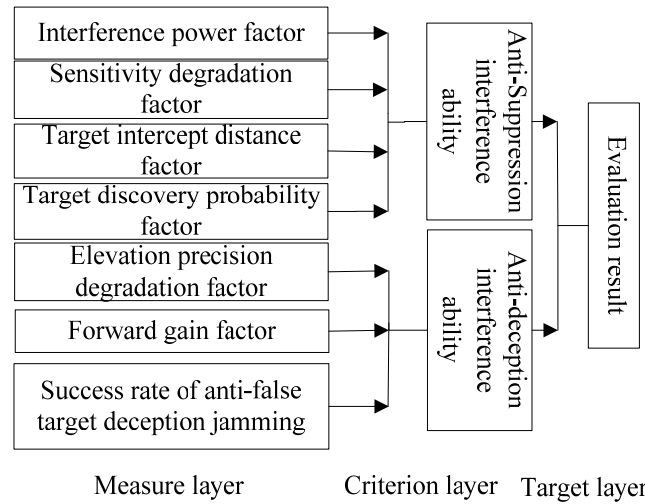 Interference power factor
Sensitivity degradation
factor
Target intercept distance
factor
Target discovery probability
factor
Elevation precision
degradation factor
Forward gain factor
Success rate of anti-false
target deception jamming
Anti-Suppression
interference
ability
Anti-deception
interference
ability
Evaluation result
Measure layer
Criterion layer
Target layer